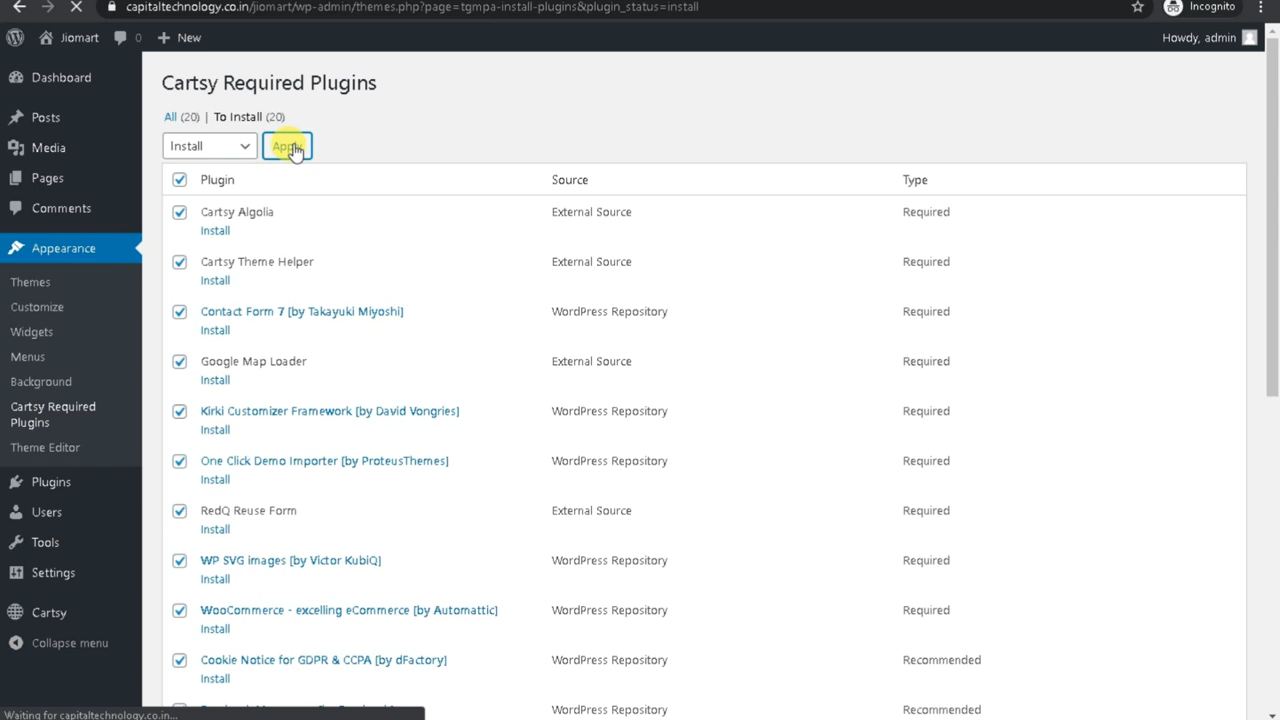 capitaltechnology.co.in/jiomart/wp-admin/themes.php?page=tgmpa-install-plugins&plugin_status=install
Incognito
Jiomart
0
New
Howdy, admin
Dashboard
Posts
Media
Pages
Comments
Appearance
Themes
Customize
Widgets
Menus
Background
Cartsy Required
Plugins
Theme Editor
Plugins
Users
Tools
Settings
Cartsy
Collapse menu
Cartsy Required Plugins
All (20) | To Install (20)
Install
Apply
Plugin Source Type
Cartsy Algolia External Source Required
Install
Cartsy Theme Helper External Source Required
Install
Contact Form 7 [by Takayuki Miyoshi] WordPress Repository Required
Install
Google Map Loader External Source Required
Install
Kirki Customizer Framework [by David Vongries] WordPress Repository Required
Install
One Click Demo Importer [by ProteusThemes] WordPress Repository Required
Install
RedQ Reuse Form External Source Required
Install
WP SVG images [by Victor KubiQ] WordPress Repository Required
Install
WooCommerce - excelling eCommerce [by Automattic] WordPress Repository Required
Install
Cookie Notice for GDPR & CCPA [by dFactory] WordPress Repository Recommended
Install
WordPress Repository Recommended
Waiting for capitaltechnology.co.in...